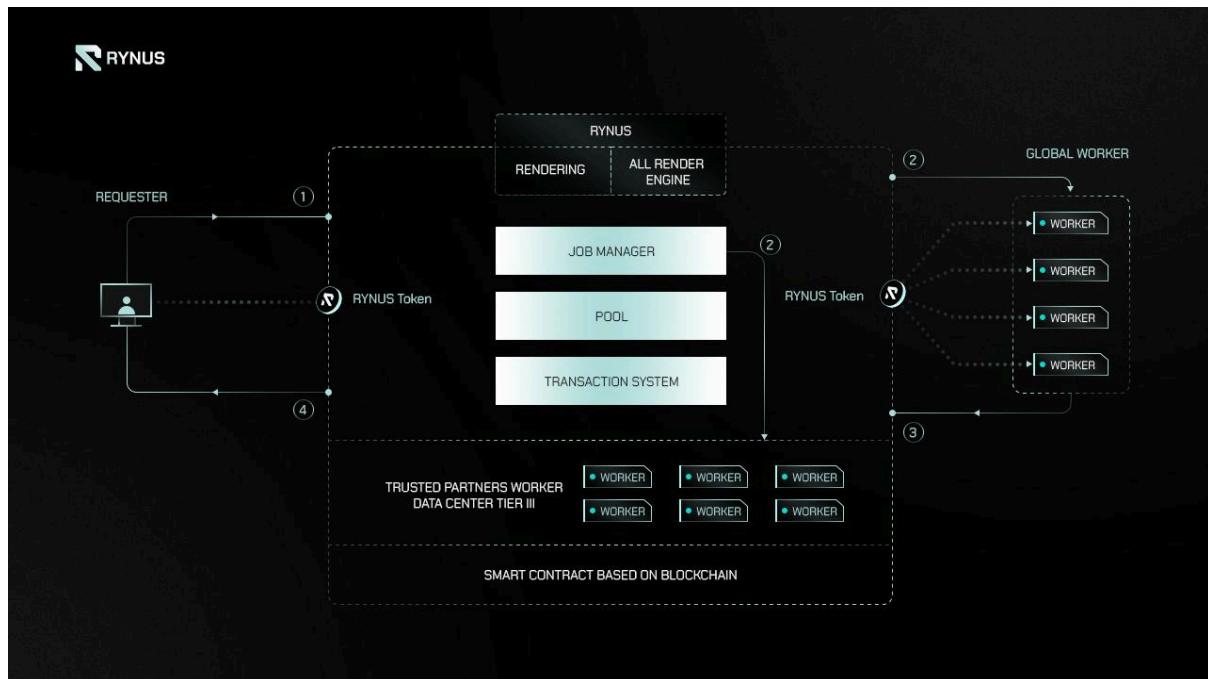 RYNUS
RYNUS
RENDERING
ALL RENDER
ENGINE
2
GLOBAL WORKER
REQUESTER
1
WORKER
JOB MANAGER
2
WORKER
RYNUS Token
RYNUS Token
POOL
WORKER
WORKER
TRANSACTION SYSTEM
4
3
TRUSTED PARTNERS WORKER
DATA CENTER TIER III
WORKER
WORKER
WORKER
WORKER
WORKER
WORKER
SMART CONTRACT BASED ON BLOCKCHAIN